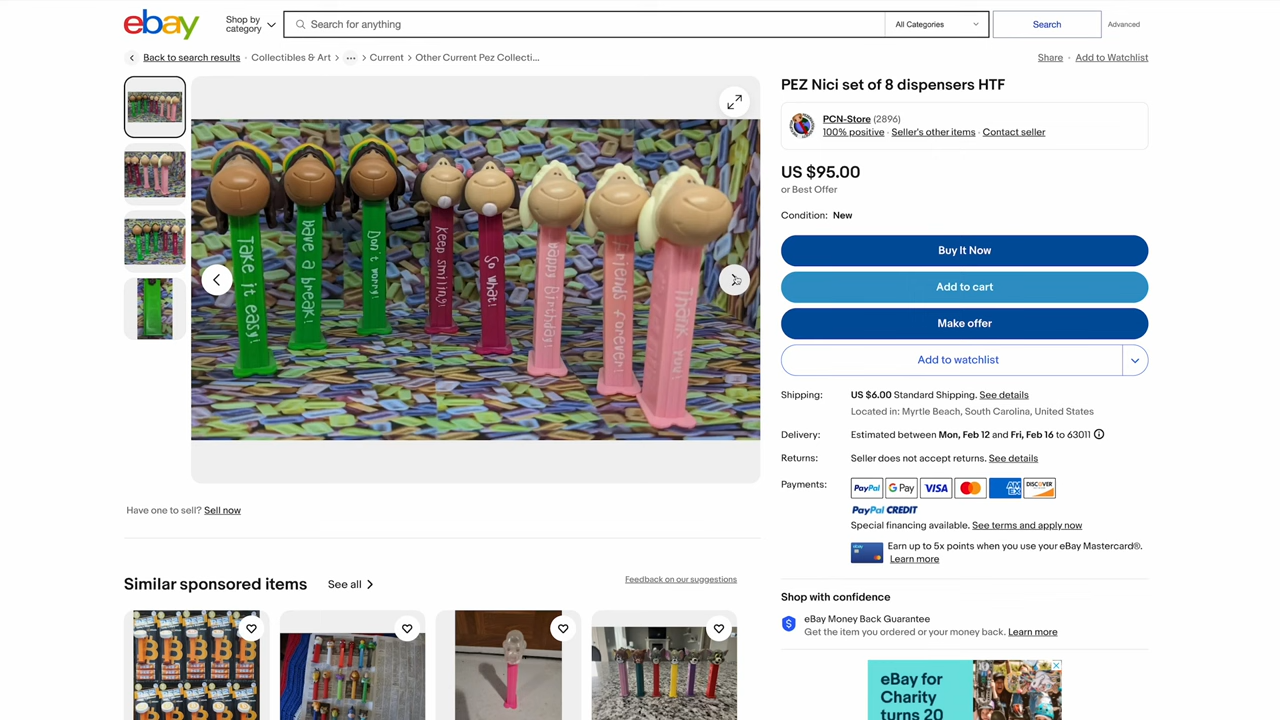 ebay
Shop by category
Search for anything
All Categories
Search
Advanced
Back to search results · Collectibles & Art > ... > Current > Other Current Pez Collecti...
Share · Add to Watchlist
PEZ Nici set of 8 dispensers HTF
PCN-Store (2896)
100% positive · Seller's other items · Contact seller
US $95.00
or Best Offer
Condition: New
Buy It Now
Add to cart
Make offer
Add to watchlist
Shipping: US $6.00 Standard Shipping. See details
Located in: Myrtle Beach, South Carolina, United States
Delivery: Estimated between Mon, Feb 12 and Fri, Feb 16 to 63011
Returns: Seller does not accept returns. See details
Payments: PayPal G Pay VISA AM EX DISCOVER
PayPal CREDIT
Special financing available. See terms and apply now
Earn up to 5x points when you use your eBay Mastercard®.
Learn more
Shop with confidence
eBay Money Back Guarantee
Get the item you ordered or your money back. Learn more
eBay for
Charity
turns 20
Take it easy!
Have a break!
Don't worry!
Keep smiling!
So what!
Happy Birthday!
Friends forever!
Thank you!
Have one to sell? Sell now
Similar sponsored items See all
Feedback on our suggestions